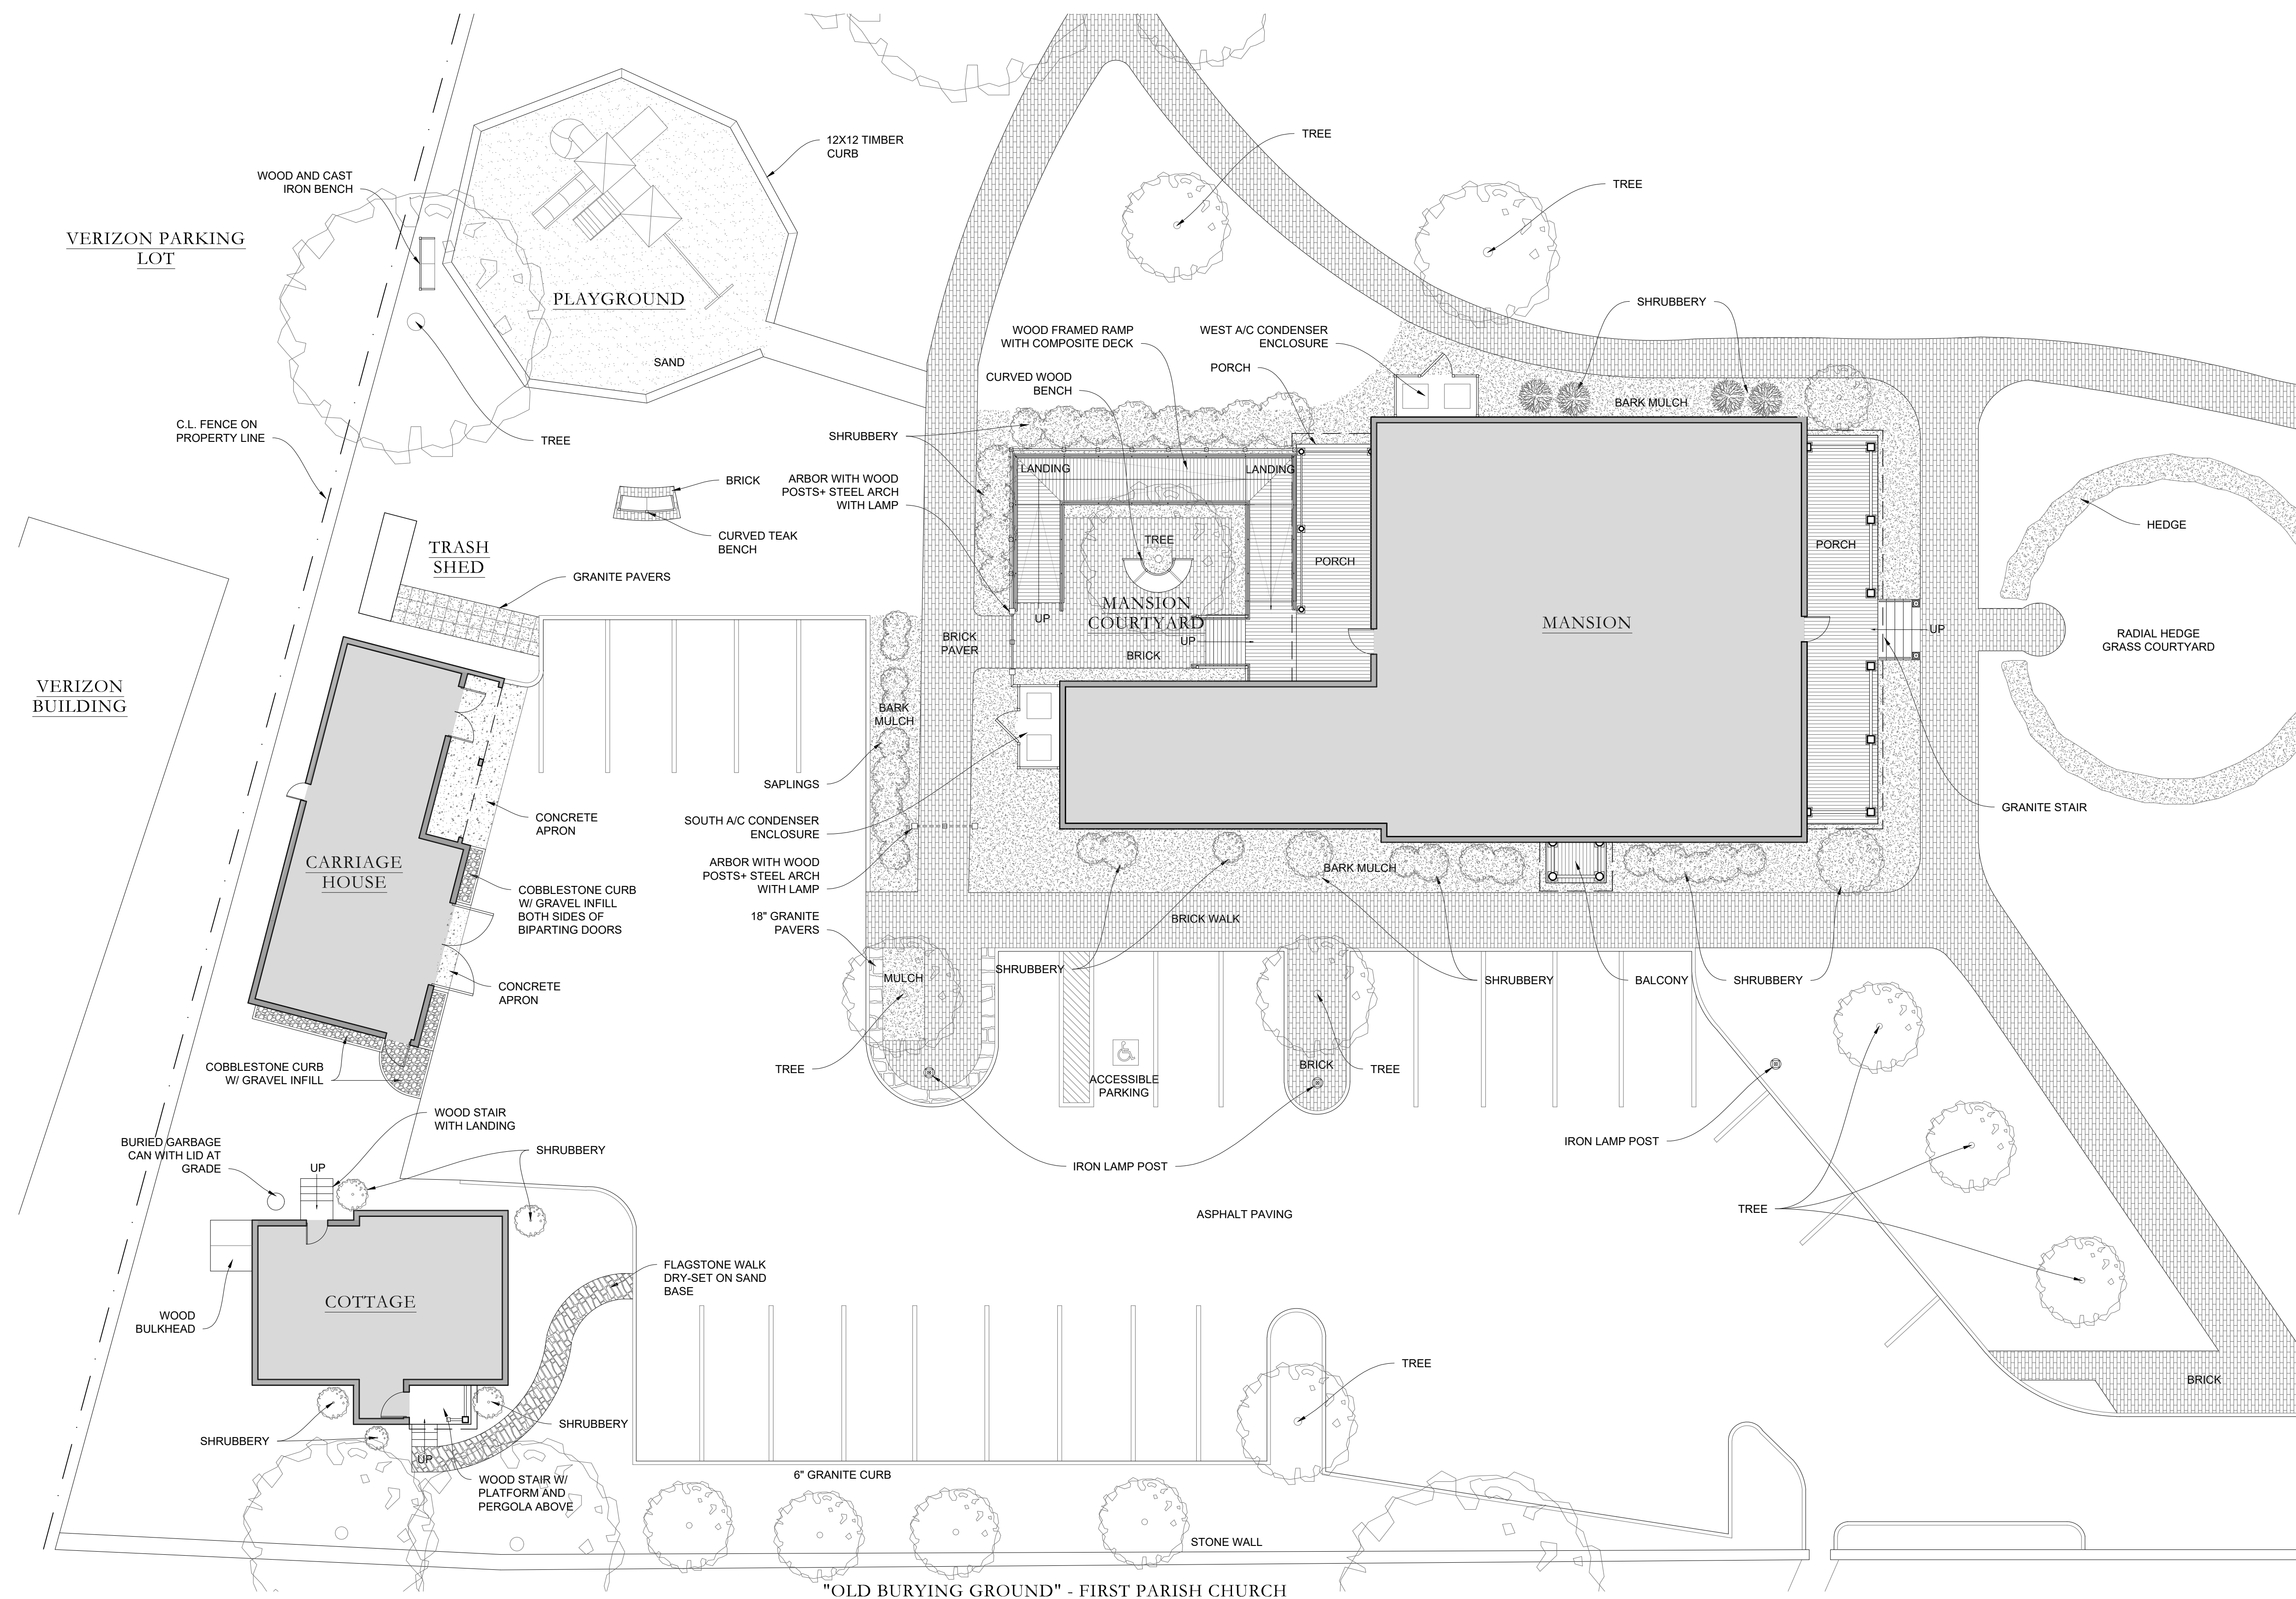 12X12 TIMBER
CURB
TREE
WOOD AND CAST
IRON BENCH
TREE
VERIZON PARKING
LOT
PLAYGROUND
SHRUBBERY
WOOD FRAMED RAMP
WITH COMPOSITE DECK
WEST A/C CONDENSER
ENCLOSURE
SAND
PORCH
CURVED WOOD
BENCH
BARK MULCH
C.L. FENCE ON
PROPERTY LINE
TREE
SHRUBBERY
LANDING
LANDING
BRICK
ARBOR WITH WOOD
POSTS+ STEEL ARCH
WITH LAMP
HEDGE
CURVED TEAK
BENCH
TREE
PORCH
PORCH
TRASH
SHED
GRANITE PAVERS
MANSION
COURTYARD
UP
UP
BRICK
BRICK
PAVER
MANSION
UP
RADIAL HEDGE
GRASS COURTYARD
VERIZON
BUILDING
BARK
MULCH
SAPLINGS
GRANITE STAIR
CONCRETE
APRON
SOUTH A/C CONDENSER
ENCLOSURE
CARRIAGE
HOUSE
ARBOR WITH WOOD
POSTS+ STEEL ARCH
WITH LAMP
BARK MULCH
COBBLESTONE CURB
W/ GRAVEL INFILL
BOTH SIDES OF
BIPARTING DOORS
18" GRANITE
PAVERS
BRICK WALK
MULCH
SHRUBBERY
SHRUBBERY
BALCONY
SHRUBBERY
CONCRETE
APRON
COBBLESTONE CURB
W/ GRAVEL INFILL
TREE
ACCESSIBLE
PARKING
BRICK
TREE
WOOD STAIR
WITH LANDING
BURIED GARBAGE
CAN WITH LID AT
GRADE
UP
SHRUBBERY
IRON LAMP POST
IRON LAMP POST
ASPHALT PAVING
TREE
FLAGSTONE WALK
DRY-SET ON SAND
BASE
COTTAGE
WOOD
BULKHEAD
TREE
BRICK
SHRUBBERY
SHRUBBERY
UP
WOOD STAIR W/
PLATFORM AND
PERGOLA ABOVE
6" GRANITE CURB
STONE WALL
"OLD BURYING GROUND" - FIRST PARISH CHURCH